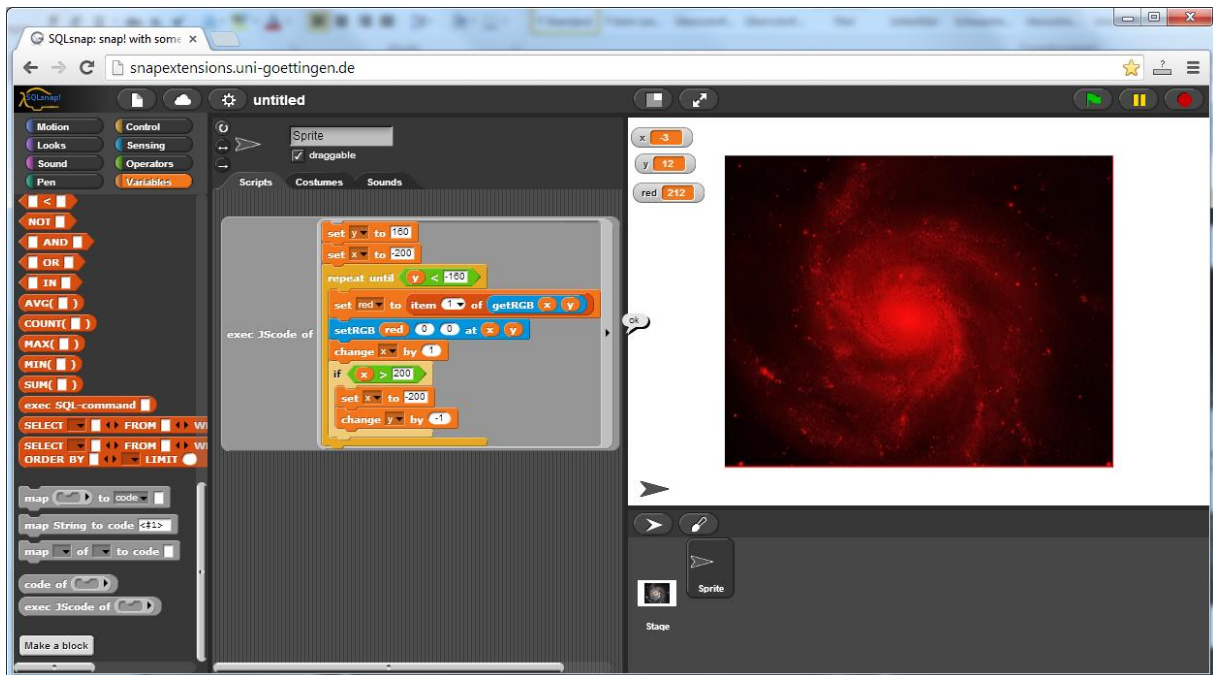 SQLsnap: snap! with some
snapextensions.uni-goettingen.de
SQLsnap!
untitled
Motion
Control
Looks
Sensing
Sound
Operators
Pen
Variables
Sprite
draggable
Scripts
Costumes
Sounds
<
NOT
AND
OR
IN
AVG( )
COUNT( )
MAX( )
MIN( )
SUM( )
exec SQL-command
SELECT FROM WI
SELECT FROM WI
ORDER BY LIMIT
map to code
map String to code <#1>
map of to code
code of
exec JScode of
Make a block
exec JScode of
set y to 160
set x to -200
repeat until y < -160
set red to item 1 of getRGB x y
setRGB red 0 0 at x y
change x by 1
if x > 200
set x to -200
change y by -1
x -3
y 12
red 212
ok
Stage
Sprite